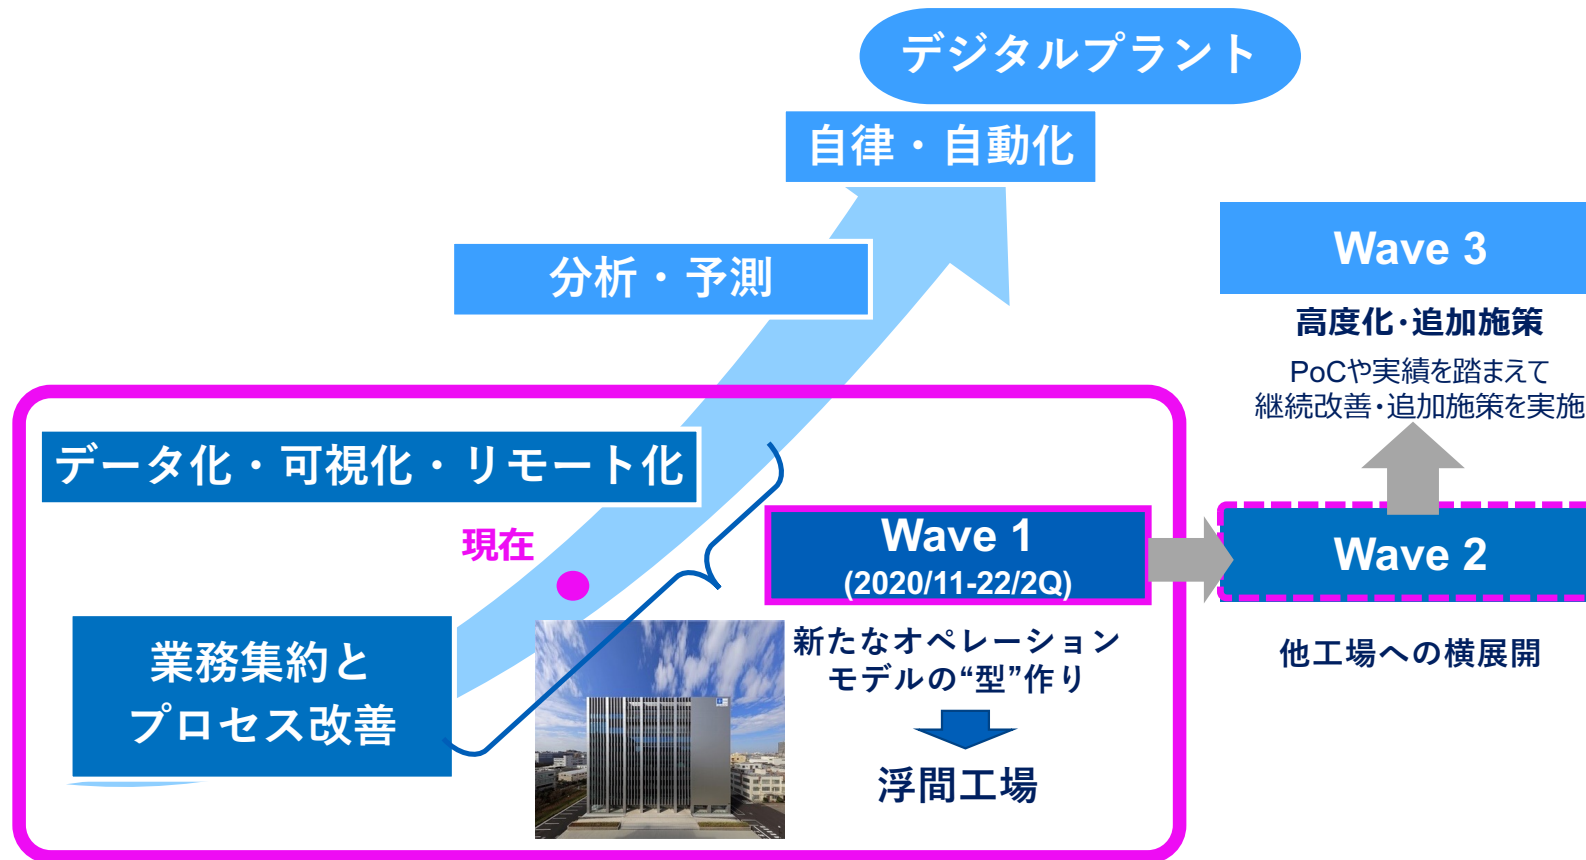 デジタルプラント
自律・自動化
分析・予測
データ化・可視化・リモート化
現在
業務集約と
プロセス改善
Wave 1
(2020/11-22/2Q)
新たなオペレーション
モデルの“型”作り
浮間工場
Wave 2
他工場への横展開
Wave 3
高度化･追加施策
PoCや実績を踏まえて
継続改善･追加施策を実施